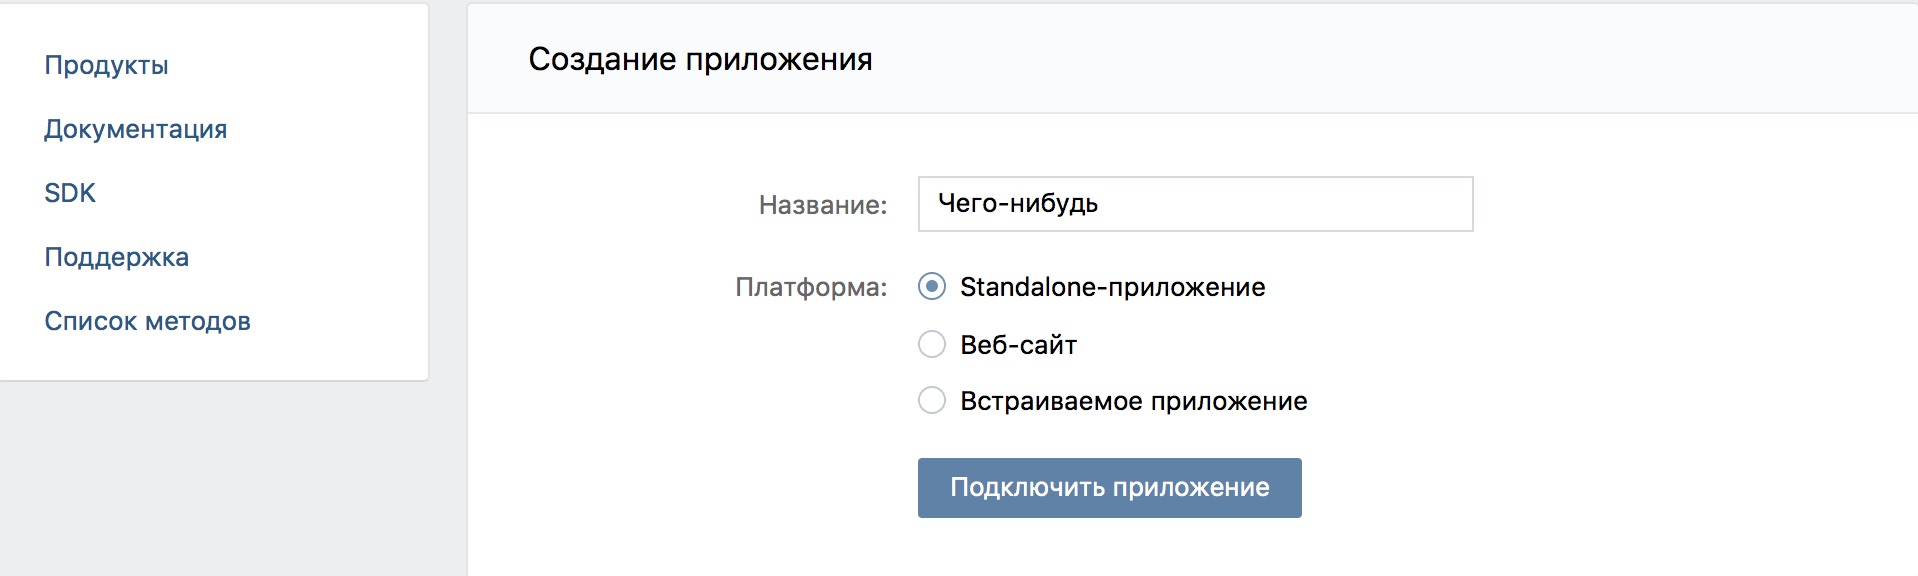 Продукты
Документация
SDK
Поддержка
Список методов
Создание приложения
Название: Чего-нибудь
Платформа: Standalone-приложение
Веб-сайт
Встраиваемое приложение
Подключить приложение